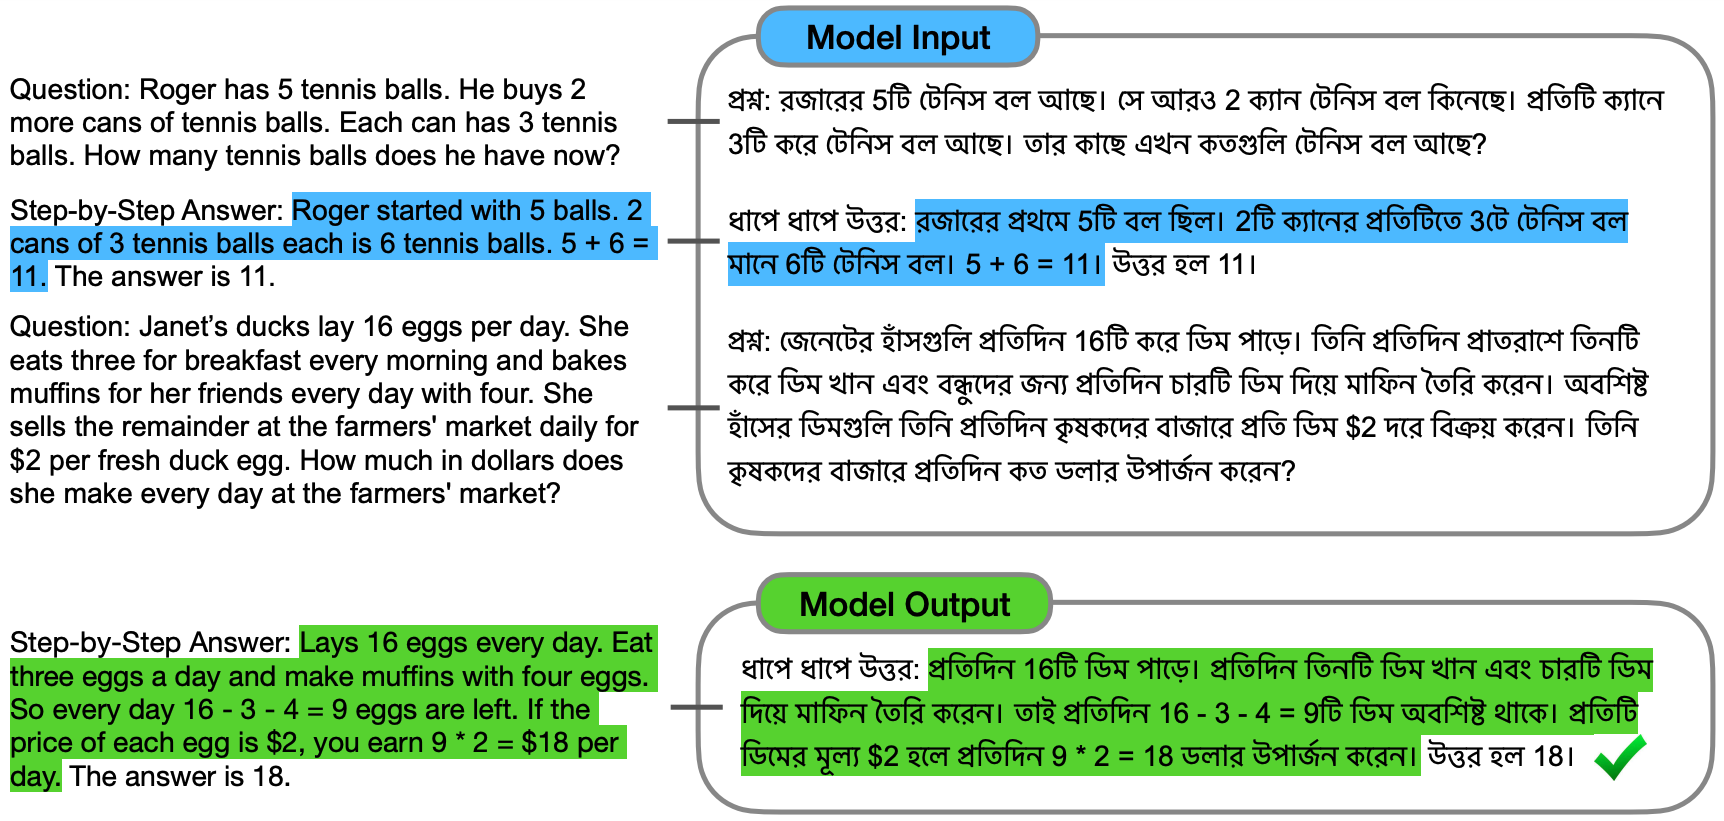 Model Input
Question: Roger has 5 tennis balls. He buys 2
more cans of tennis balls. Each can has 3 tennis
balls. How many tennis balls does he have now?
প্রশ্ন: রজারের 5টি টেনিস বল আছে। সে আরও 2 ক্যান টেনিস বল কিনেছে। প্রতিটি ক্যানে
3টি করে টেনিস বল আছে। তার কাছে এখন কতগুলি টেনিস বল আছে?
Step-by-Step Answer: Roger started with 5 balls. 2
cans of 3 tennis balls each is 6 tennis balls. 5 + 6 =
11. The answer is 11.
ধাপে ধাপে উত্তর: রজারের প্রথমে 5টি বল ছিল। 2টি ক্যানের প্রতিটিতে 3টে টেনিস বল
মানে 6টি টেনিস বল। 5 + 6 = 11। উত্তর হল 11।
Question: Janet’s ducks lay 16 eggs per day. She
eats three for breakfast every morning and bakes
muffins for her friends every day with four. She
sells the remainder at the farmers' market daily for
$2 per fresh duck egg. How much in dollars does
she make every day at the farmers' market?
প্রশ্ন: জেনেটের হাঁসগুলি প্রতিদিন 16টি করে ডিম পাড়ে। তিনি প্রতিদিন প্রাতরাশে তিনটি
করে ডিম খান এবং বন্ধুদের জন্য প্রতিদিন চারটি ডিম দিয়ে মাফিন তৈরি করেন। অবশিষ্ট
হাঁসের ডিমগুলি তিনি প্রতিদিন কৃষকদের বাজারে প্রতি ডিম $2 দরে বিক্রয় করেন। তিনি
কৃষকদের বাজারে প্রতিদিন কত ডলার উপার্জন করেন?
Model Output
Step-by-Step Answer: Lays 16 eggs every day. Eat
three eggs a day and make muffins with four eggs.
So every day 16 - 3 - 4 = 9 eggs are left. If the
price of each egg is $2, you earn 9 * 2 = $18 per
day. The answer is 18.
ধাপে ধাপে উত্তর: প্রতিদিন 16টি ডিম পাড়ে। প্রতিদিন তিনটি ডিম খান এবং চারটি ডিম
দিয়ে মাফিন তৈরি করেন। তাই প্রতিদিন 16 - 3 - 4 = 9টি ডিম অবশিষ্ট থাকে। প্রতিটি
ডিমের মূল্য $2 হলে প্রতিদিন 9 * 2 = 18 ডলার উপার্জন করেন। উত্তর হল 18।